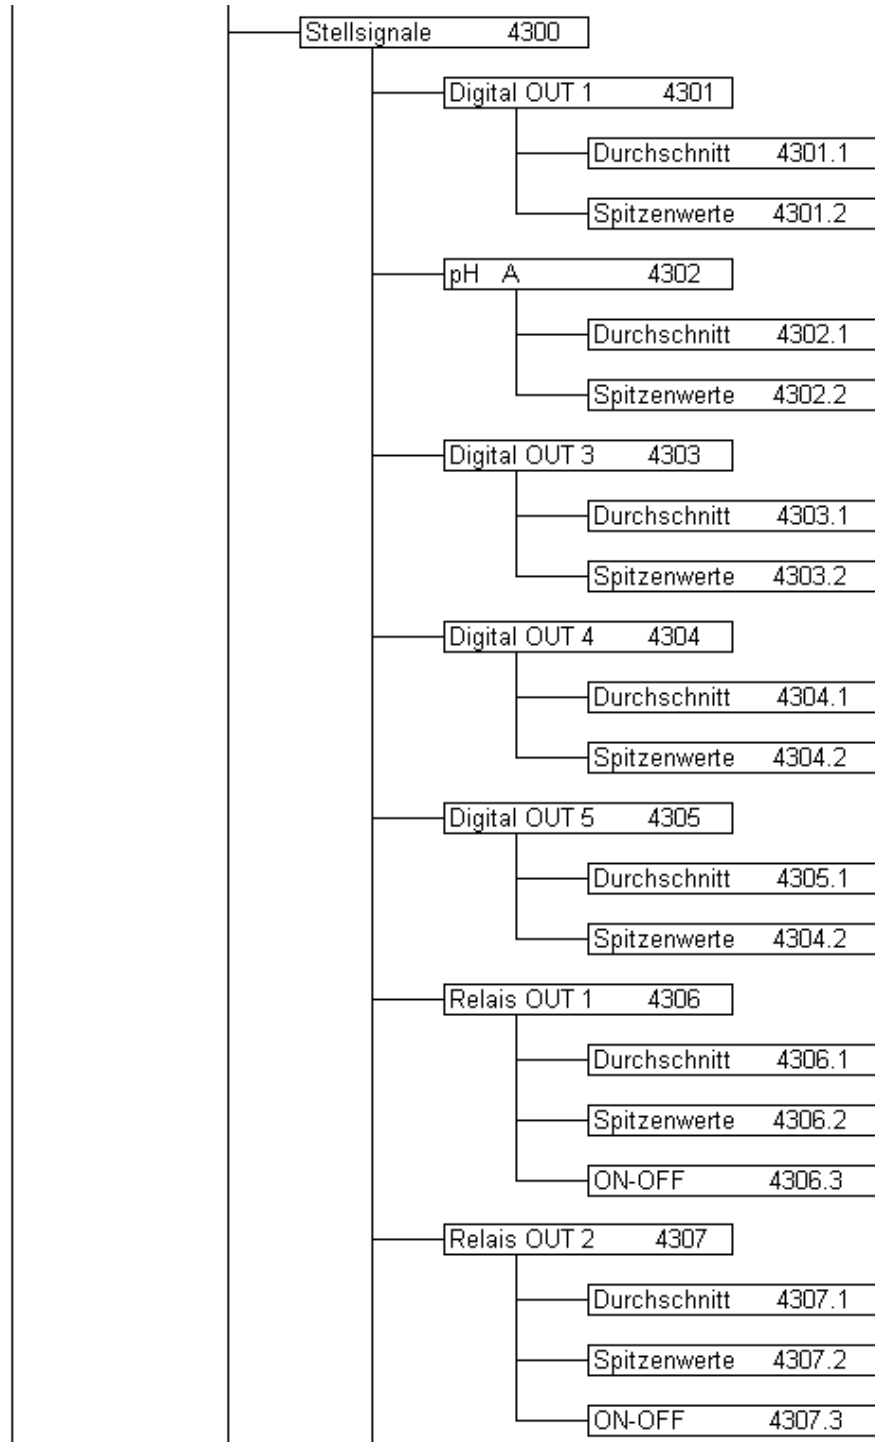 Stellsignale 4300
Digital OUT 1 4301
Durchschnitt 4301.1
Spitzenwerte 4301.2
pH A 4302
Durchschnitt 4302.1
Spitzenwerte 4302.2
Digital OUT 3 4303
Durchschnitt 4303.1
Spitzenwerte 4303.2
Digital OUT 4 4304
Durchschnitt 4304.1
Spitzenwerte 4304.2
Digital OUT 5 4305
Durchschnitt 4305.1
Spitzenwerte 4304.2
Relais OUT 1 4306
Durchschnitt 4306.1
Spitzenwerte 4306.2
ON-OFF 4306.3
Relais OUT 2 4307
Durchschnitt 4307.1
Spitzenwerte 4307.2
ON-OFF 4307.3